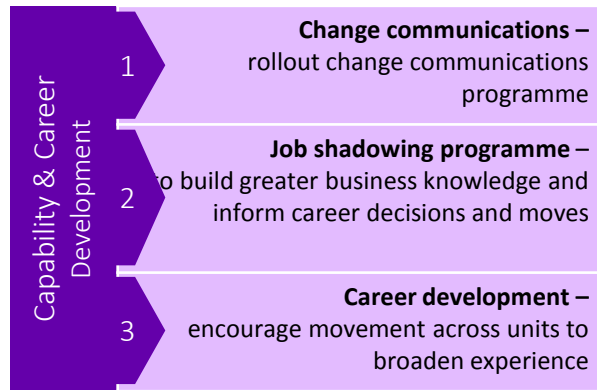 Capability & Career
Development
1
Change communications –
rollout change communications
programme
2
Job shadowing programme –
o build greater business knowledge and
inform career decisions and moves
3
Career development –
encourage movement across units to
broaden experience